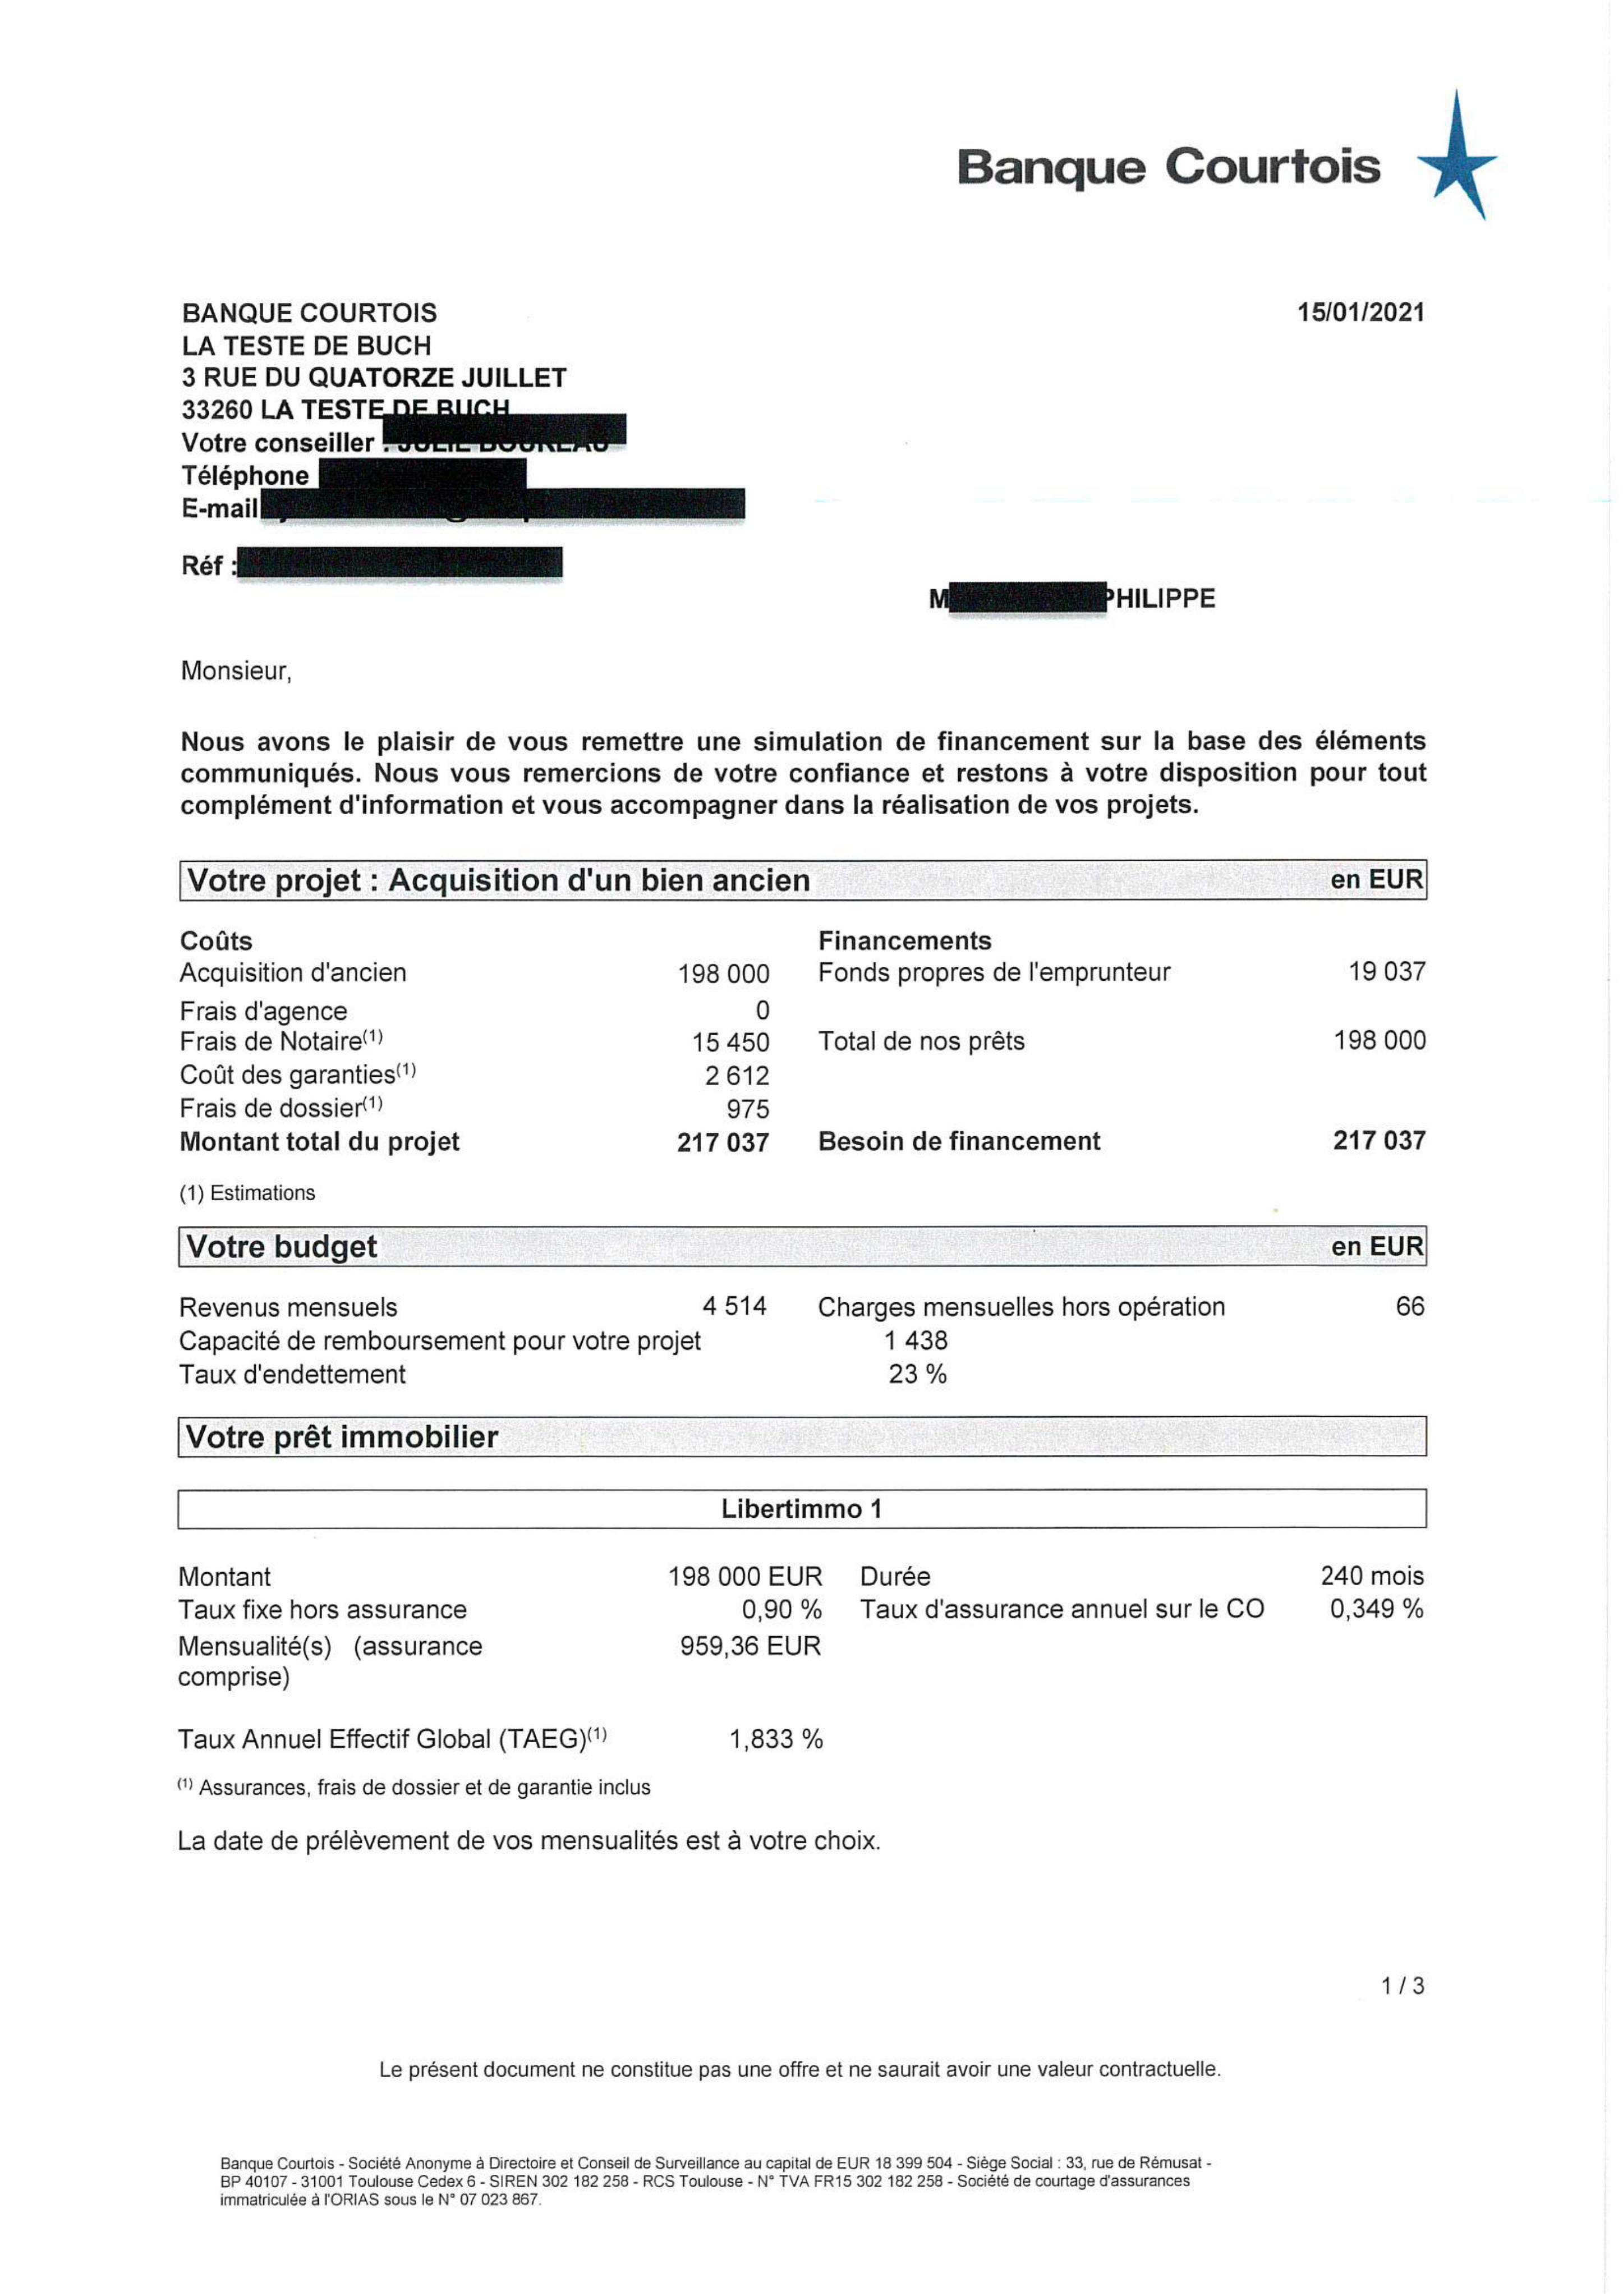 Banque Courtois
BANQUE COURTOIS
15/01/2021
LA TESTE DE BUCH
3 RUE DU QUATORZE JUILLET
33260 LA TESTE DE BUCH
Votre conseiller :
Téléphone
E-mail
Réf :
M PHILIPPE
Monsieur,
Nous avons le plaisir de vous remettre une simulation de financement sur la base des éléments
communiqués. Nous vous remercions de votre confiance et restons à votre disposition pour tout
complément d'information et vous accompagner dans la réalisation de vos projets.
Votre projet : Acquisition d'un bien ancien en EUR
Coûts Financements
Acquisition d'ancien 198 000 Fonds propres de l'emprunteur 19 037
Frais d'agence 0
Frais de Notaire(1) 15 450 Total de nos prêts 198 000
Coût des garanties(1) 2 612
Frais de dossier(1) 975
Montant total du projet 217 037 Besoin de financement 217 037
(1) Estimations
Votre budget en EUR
Revenus mensuels 4 514 Charges mensuelles hors opération 66
Capacité de remboursement pour votre projet 1 438
Taux d'endettement 23 %
Votre prêt immobilier
Libertimmo 1
Montant 198 000 EUR Durée 240 mois
Taux fixe hors assurance 0,90 % Taux d'assurance annuel sur le CO 0,349 %
Mensualité(s) (assurance 959,36 EUR
comprise)
Taux Annuel Effectif Global (TAEG)(1) 1,833 %
(1) Assurances, frais de dossier et de garantie inclus
La date de prélèvement de vos mensualités est à votre choix.
1 / 3
Le présent document ne constitue pas une offre et ne saurait avoir une valeur contractuelle.
Banque Courtois - Société Anonyme à Directoire et Conseil de Surveillance au capital de EUR 18 399 504 - Siège Social : 33, rue de Rémusat -
BP 40107 - 31001 Toulouse Cedex 6 - SIREN 302 182 258 - RCS Toulouse - N° TVA FR15 302 182 258 - Société de courtage d'assurances
immatriculée à l'ORIAS sous le N° 07 023 867.